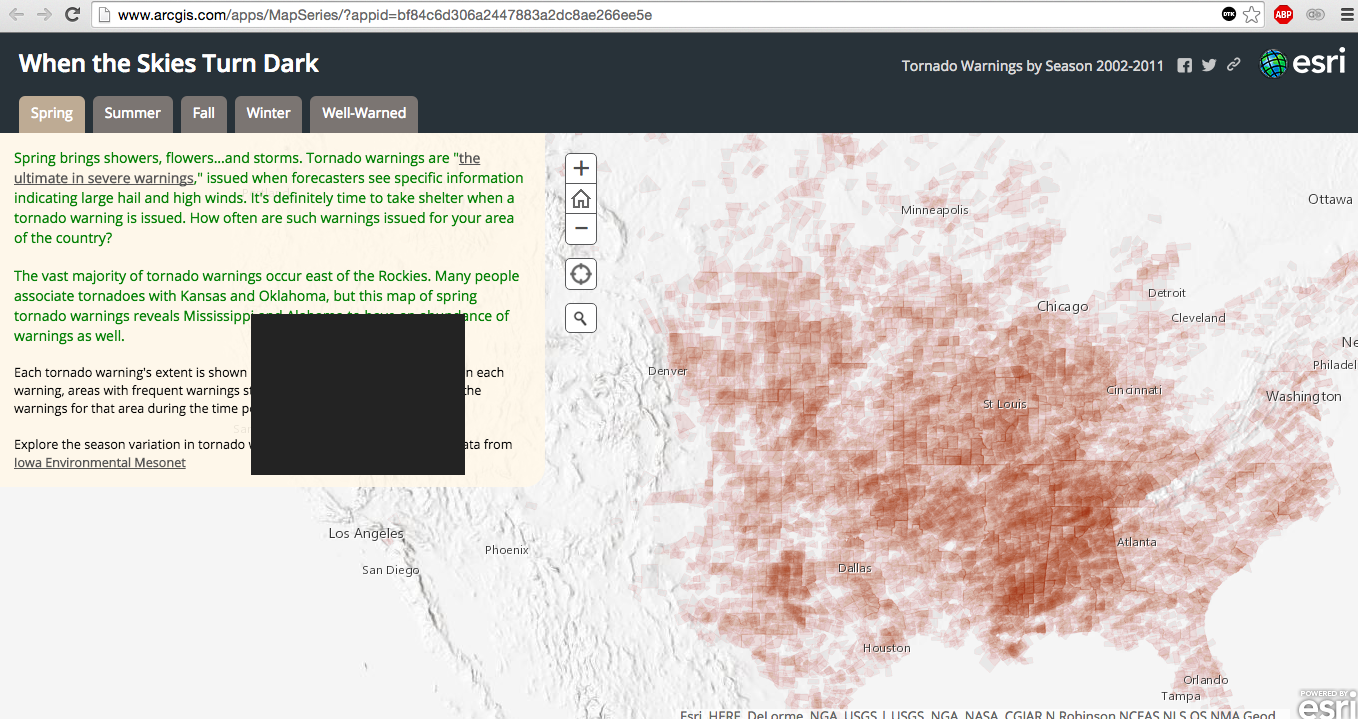 www.arcgis.com/apps/MapSeries/?appid=bf84c6d306a2447883a2dc8ae266ee5e
DTK
ABP
When the Skies Turn Dark
Tornado Warnings by Season 2002-2011
esri
Spring
Summer
Fall
Winter
Well-Warned
Spring brings showers, flowers...and storms. Tornado warnings are "the
ultimate in severe warnings," issued when forecasters see specific information
indicating large hail and high winds. It's definitely time to take shelter when a
tornado warning is issued. How often are such warnings issued for your area
of the country?
The vast majority of tornado warnings occur east of the Rockies. Many people
associate tornadoes with Kansas and Oklahoma, but this map of spring
tornado warnings reveals Mississippi and Alabama to have an abundance of
warnings as well.
Each tornado warning's extent is shown n each
warning, areas with frequent warnings the
warnings for that area during the time
Explore the season variation in tornado ata from
Iowa Environmental Mesonet
Minneapolis
Ottawa
Detroit
Chicago
Cleveland
Denver
Philadel
Cincinnati
Washington
St Louis
Los Angeles
Phoenix
Atlanta
San Diego
Dallas
Houston
Orlando
Tampa
POWERED BY
esri
Esri, HERE, DeLorme, NGA, USGS | USGS, NGA, NASA, CGIAR, N Robinson, NCEAS, NLS, OS, NMA, Geod